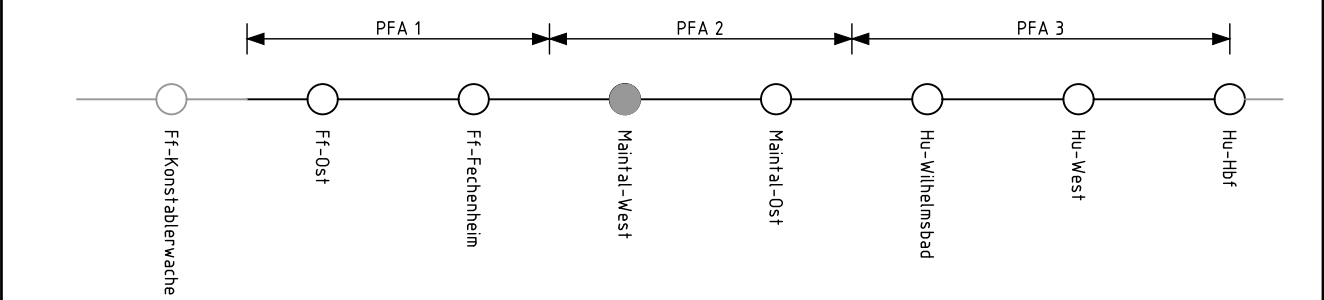 PFA 1
PFA 2
PFA 3
Ff-Konstablerwache
Ff-Ost
Ff-Fechenheim
Maintal-West
Maintal-Ost
Hu-Wilhelmsbad
Hu-West
Hu-Hbf